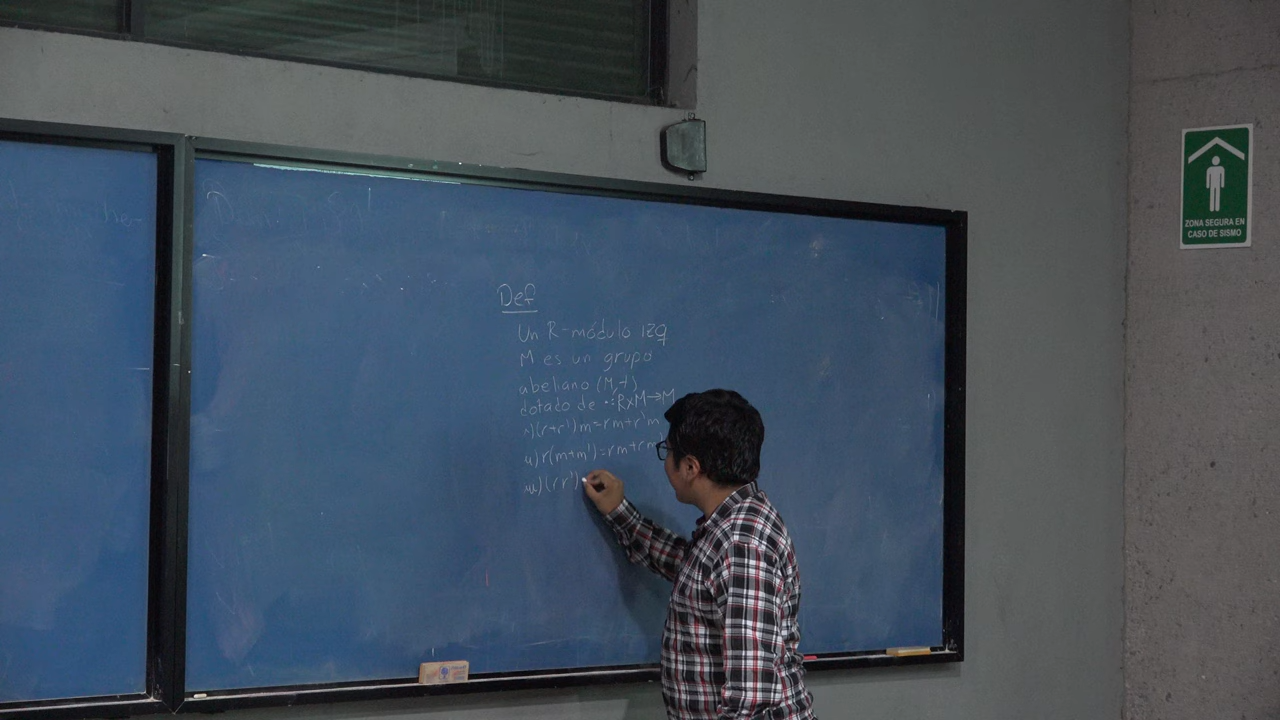 Def
Un R-módulo izq
M es un grupo
abeliano (M,+)
dotado de ·:RxM→M
i)(r+r')m=rm+r'm
ii)r(m+m')=rm+rm'
iii)(rr')
ZONA SEGURA EN
CASO DE SISMO